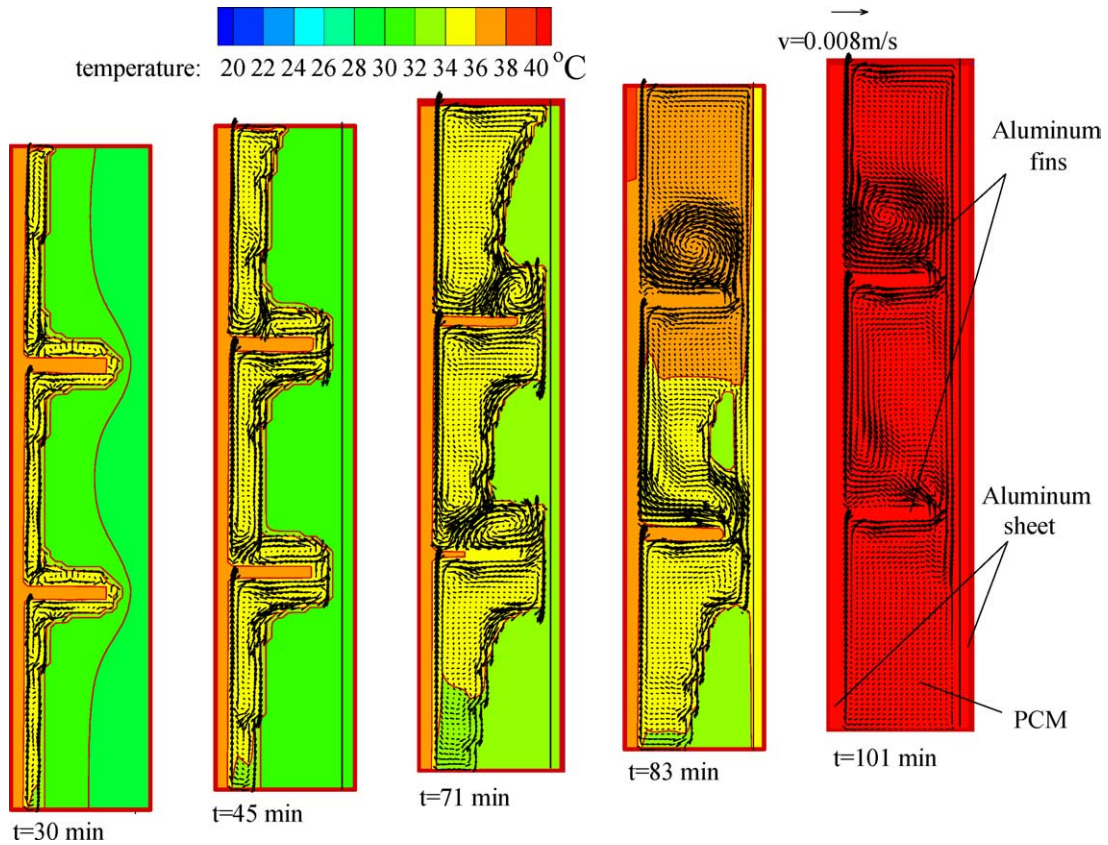 temperature: 20 22 24 26 28 30 32 34 36 38 40 °C
v=0.008m/s
Aluminum
fins
Aluminum
sheet
PCM
t=30 min
t=45 min
t=71 min
t=83 min
t=101 min